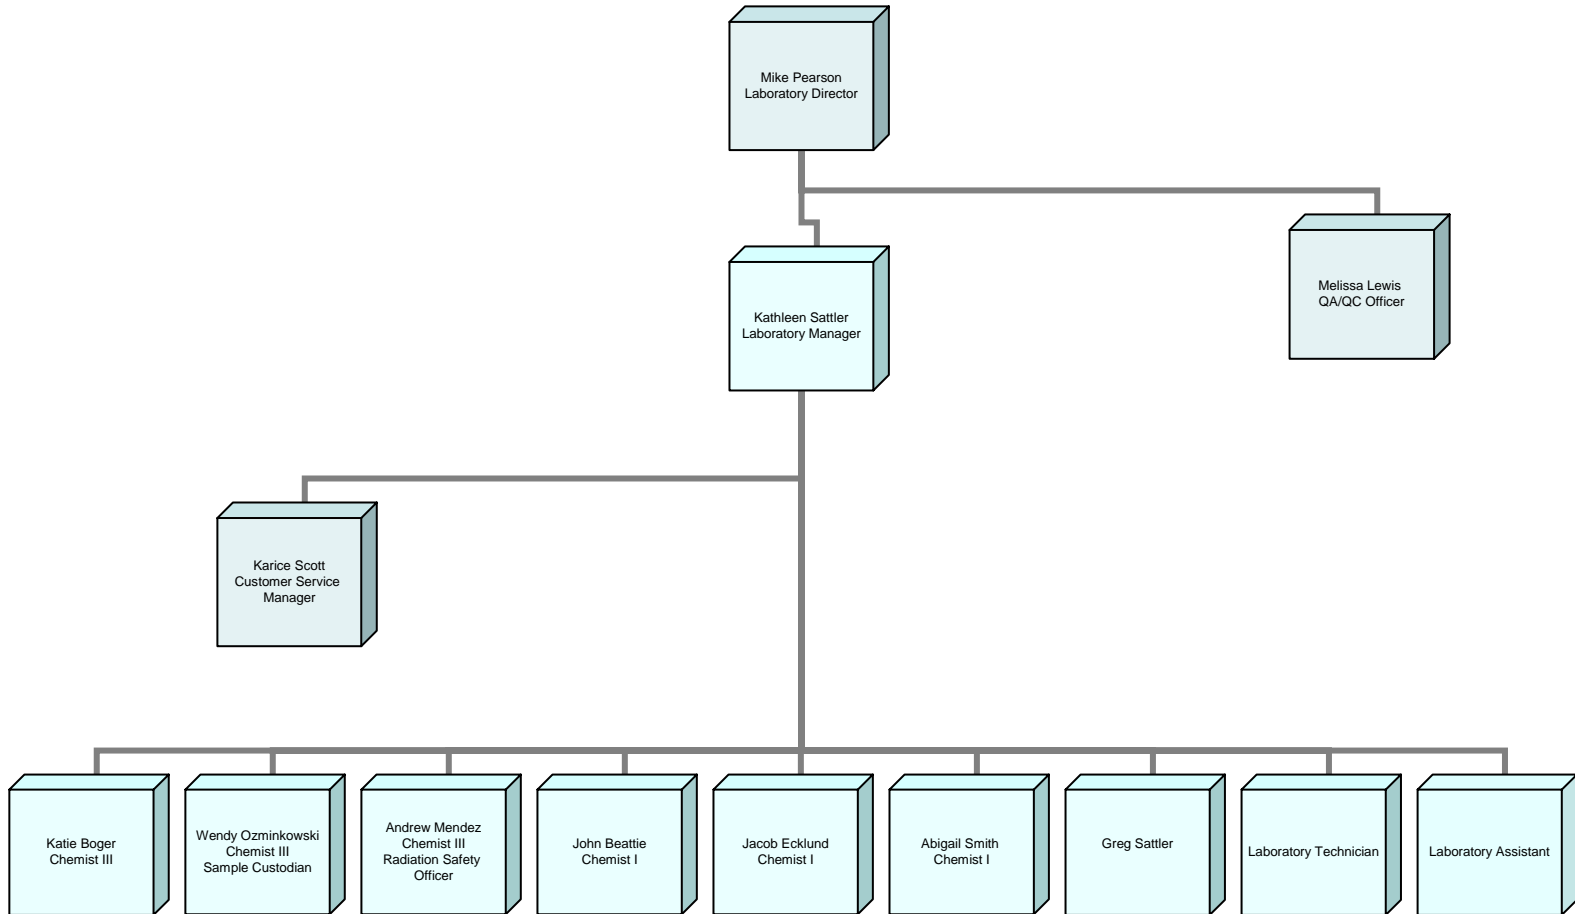 Mike Pearson
Laboratory Director
Kathleen Sattler
Laboratory Manager
Melissa Lewis
QA/QC Officer
Karice Scott
Customer Service
Manager
Katie Boger
Chemist III
Wendy Ozminkowski
Chemist III
Sample Custodian
Andrew Mendez
Chemist III
Radiation Safety
Officer
John Beattie
Chemist I
Jacob Ecklund
Chemist I
Abigail Smith
Chemist I
Greg Sattler
Laboratory Technician
Laboratory Assistant